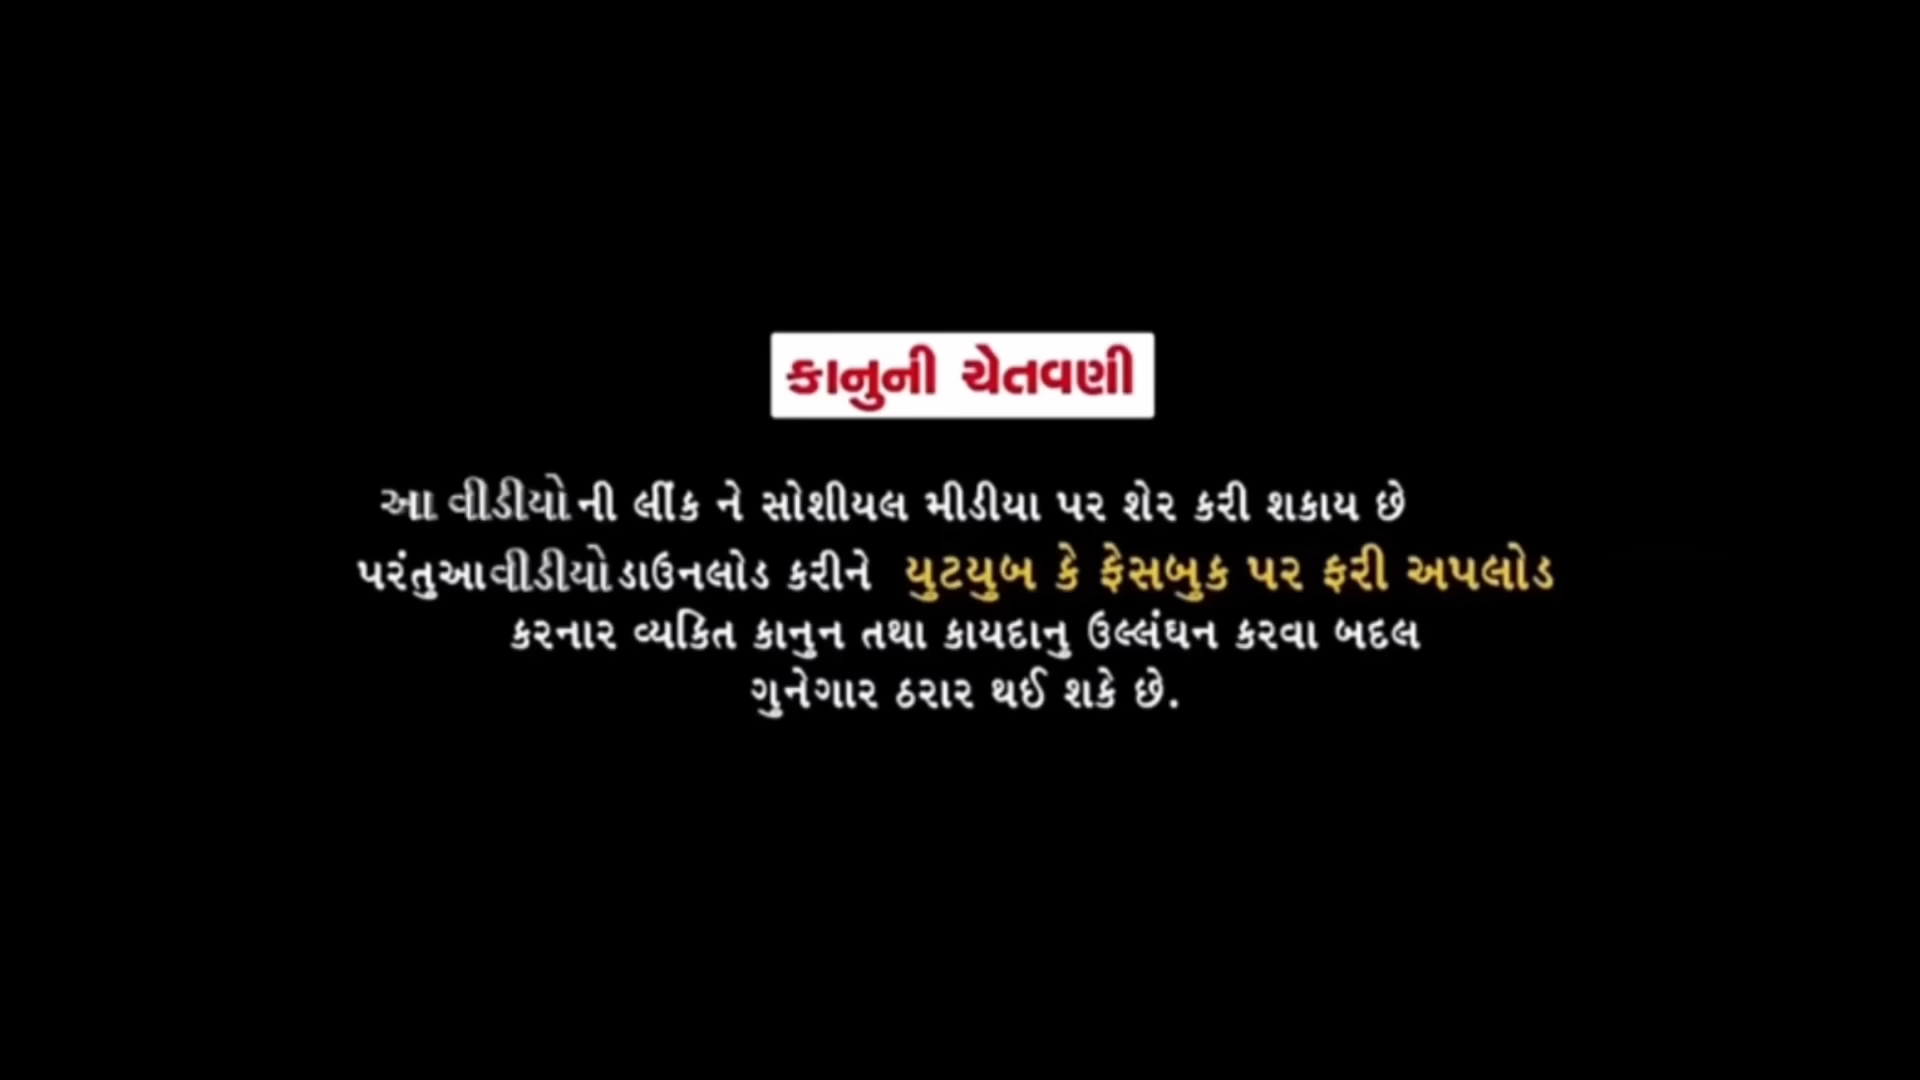 કાનુની ચેતવણી
આ વીડીયો ની લીંક ને સોશીયલ મીડીયા પર શેર કરી શકાય છે
પરંતુઆવીડીયો ડાઉનલોડ કરીને યુટયુબ કે ફેસબુક પર ફરી અપલોડ
કરનાર વ્યકિત કાનુન તથા કાયદાનુ ઉલ્લંઘન કરવા બદલ
ગુનેગાર ઠરાર થઈ શકે છે.